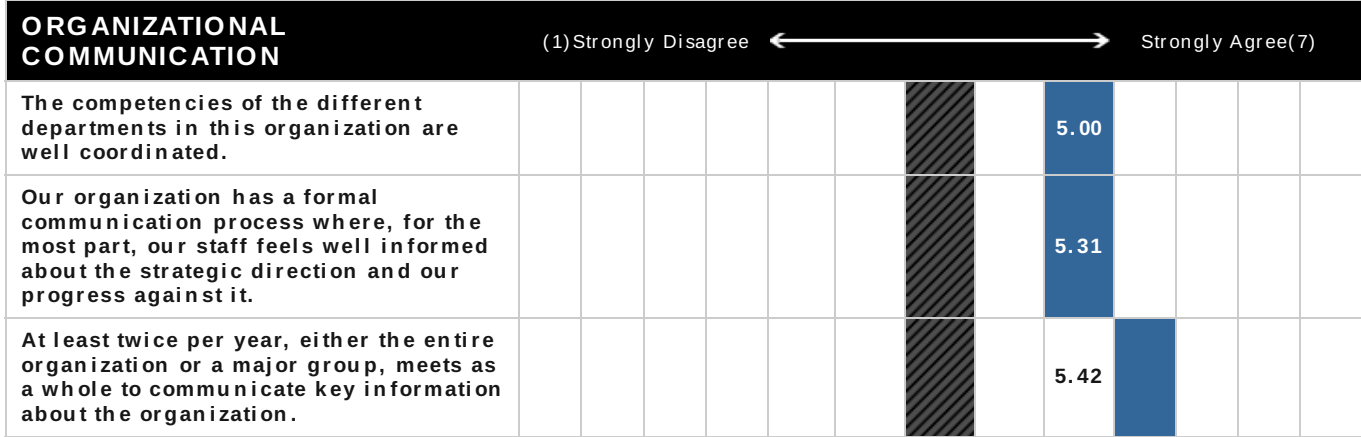 ORGANIZATIONAL
COMMUNICATION
(1)Strongly Disagree
Strongly Agree(7)
The competencies of the different
departments in this organization are
well coordinated.
5.00
Our organization has a formal
communication process where, for the
most part, our staff feels well informed
about the strategic direction and our
progress against it.
5.31
At least twice per year, either the entire
organization or a major group, meets as
a whole to communicate key information
about the organization.
5.42